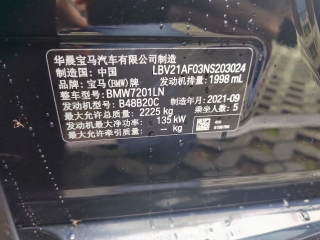 华晨宝马汽车有限公司制造
制造国: 中国 LBV21AF03NS203024
品牌: 宝马(BMW)牌 发动机排量: 1998 mL
整车型号: BMW7201LN
发动机型号: B48B20C 制造年月: 2021-09
最大允许总质量: 2225 kg 乘坐人数: 5
发动机最大净功率: 135 kW
最大允许牵引质量: -- kg